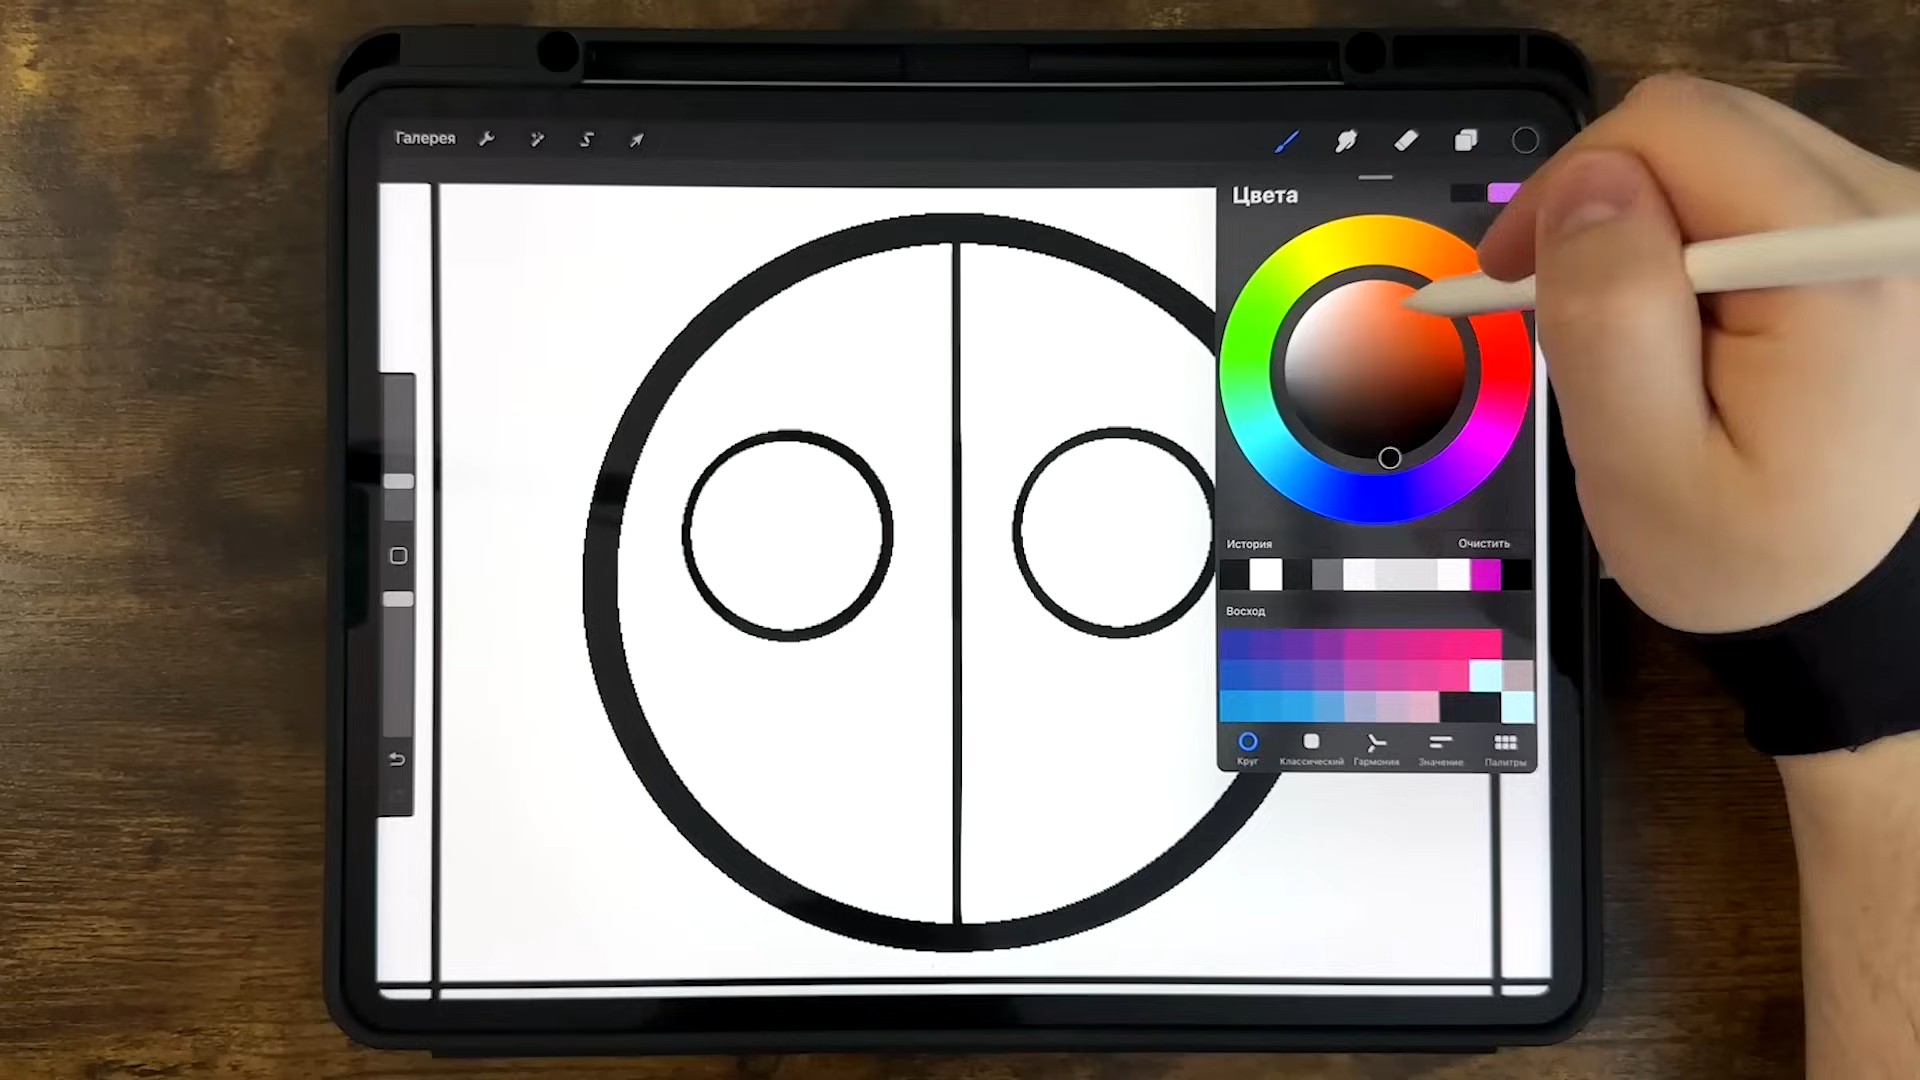 Галерея
Цвета
История
Очистить
Восход
Круг
Классический
Гармония
Значение
Палитры